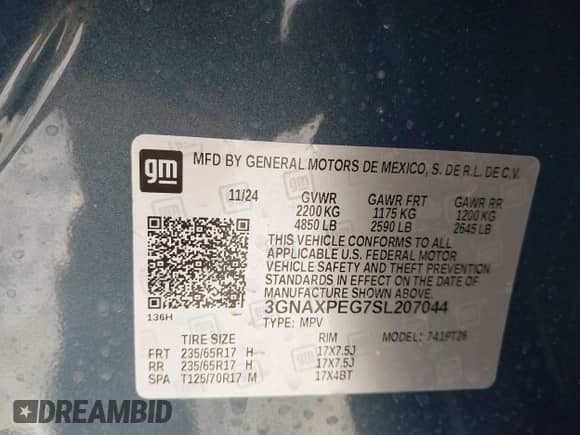 gm MFD BY GENERAL MOTORS DE MEXICO, S. DE R.L. DE C.V.
11/24 GVWR GAWR FRT GAWR RR
2200 KG 1175 KG 1200 KG
4850 LB 2590 LB 2645 LB
THIS VEHICLE CONFORMS TO ALL
APPLICABLE U.S. FEDERAL MOTOR
VEHICLE SAFETY AND THEFT PREVENTION
STANDARDS IN EFFECT ON THE DATE OF
MANUFACTURE SHOWN ABOVE.
3GNAXPEG7SL207044
136H TYPE: MPV MODEL: 741PT26
TIRE SIZE RIM
FRT 235/65R17 H 17X7.5J
RR 235/65R17 H 17X7.5J
SPA T125/70R17 M 17X4BT
DREAMBID